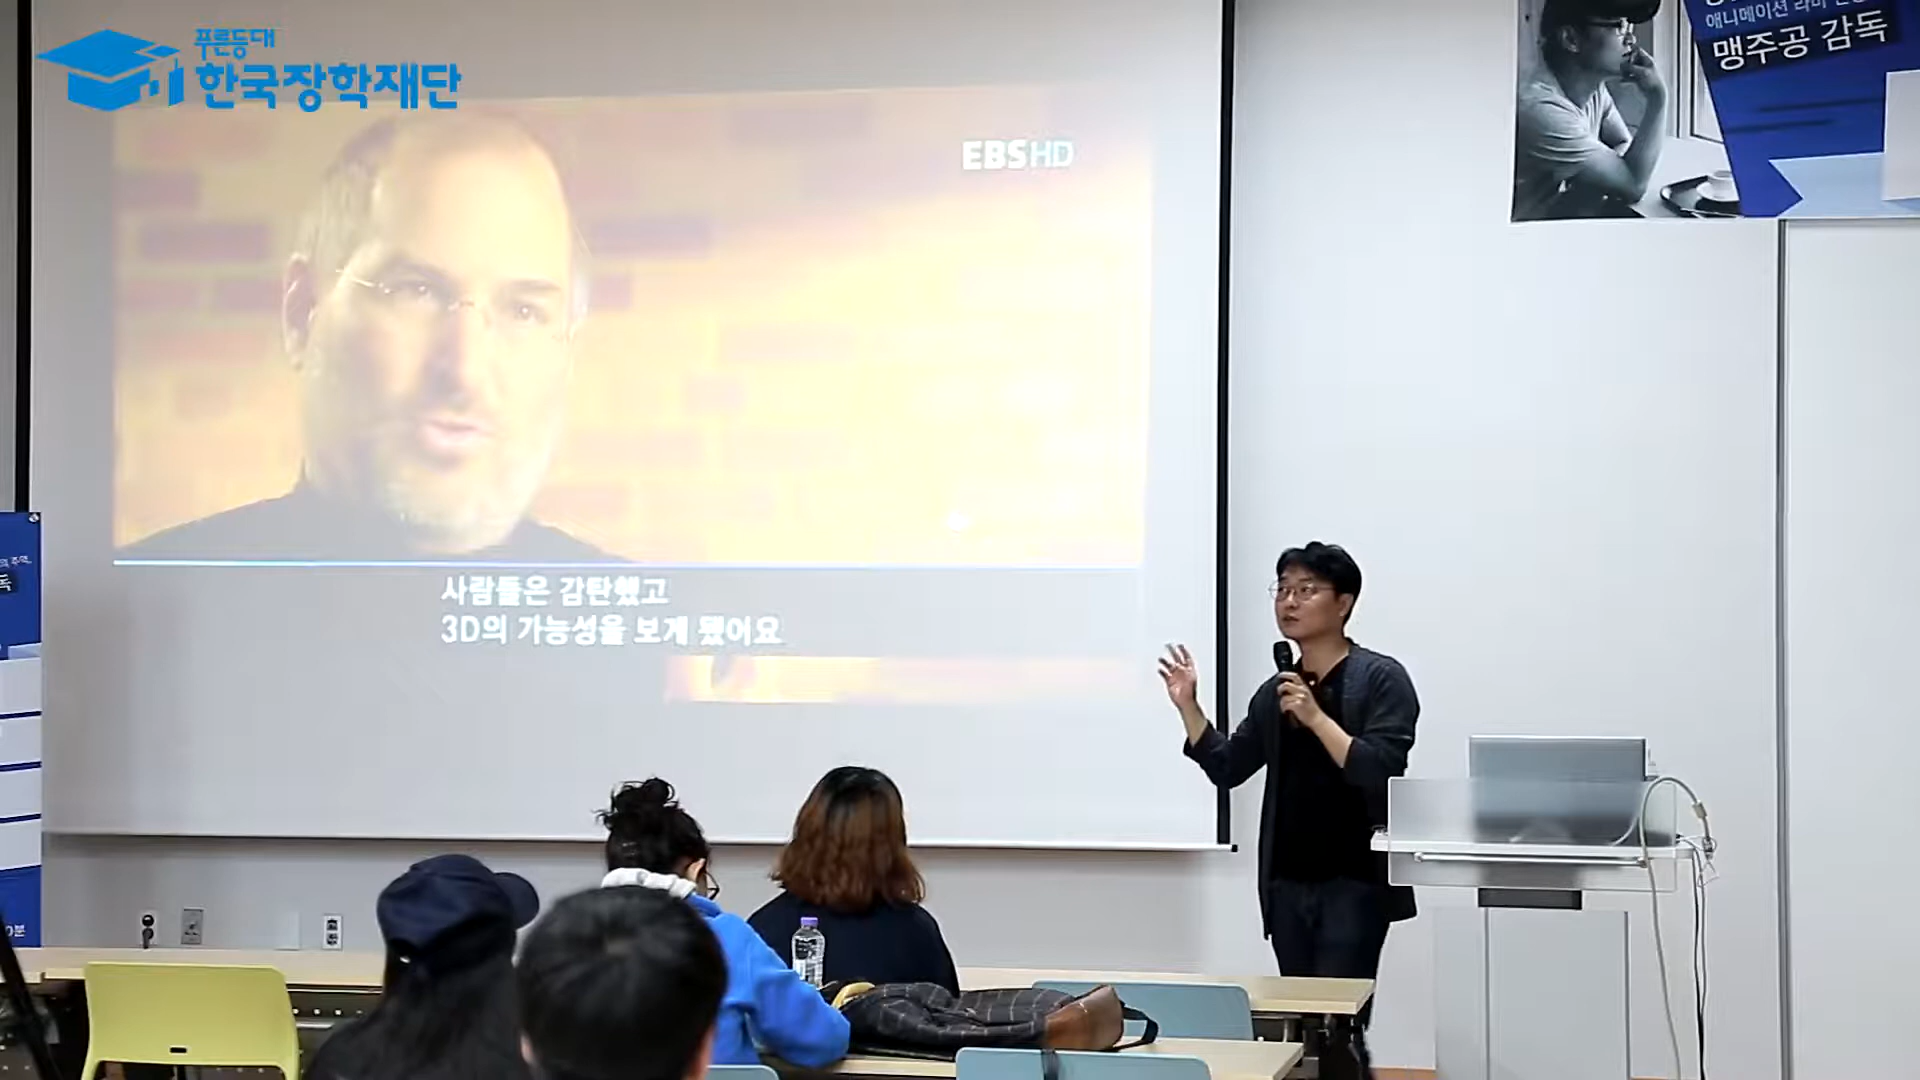 푸른등대
한국장학재단
EBSHD
사람들은 감탄했고
3D의 가능성을 보게 됐어요
애니메이션
맹주공 감독